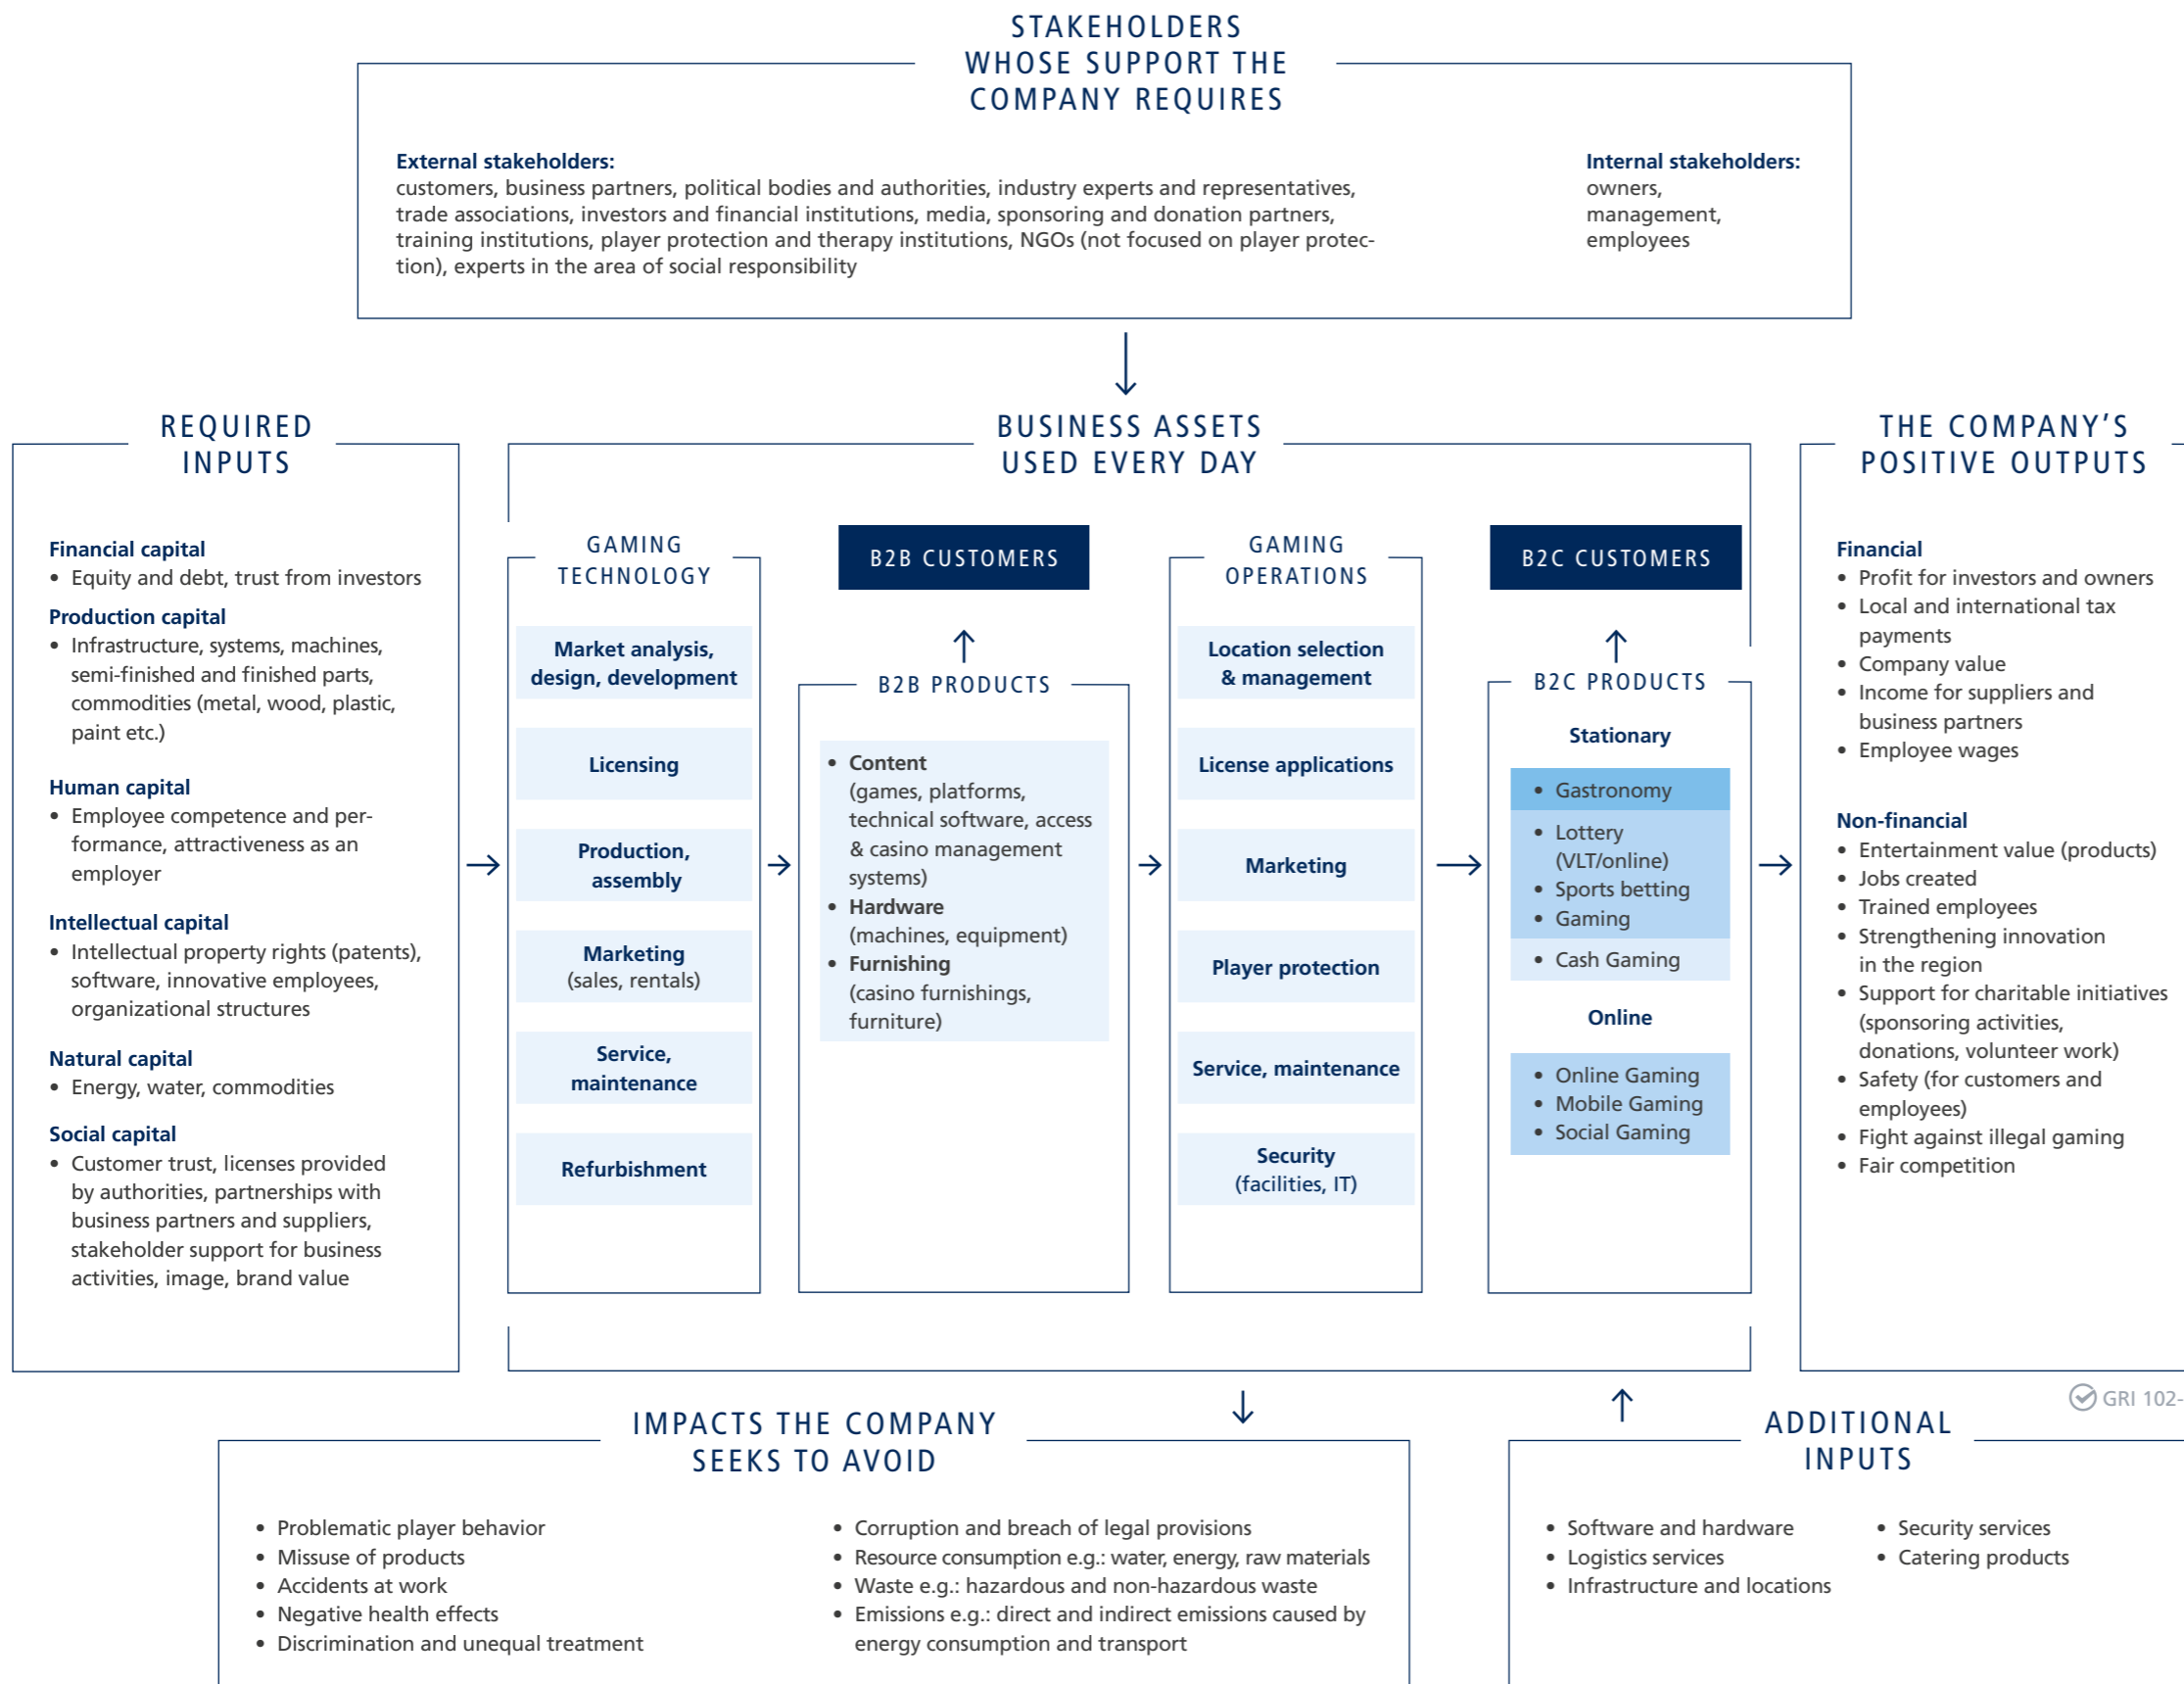 STAKEHOLDERS
WHOSE SUPPORT THE
COMPANY REQUIRES
External stakeholders:
customers, business partners, political bodies and authorities, industry experts and representatives,
trade associations, investors and financial institutions, media, sponsoring and donation partners,
training institutions, player protection and therapy institutions, NGOs (not focused on player protec-
tion), experts in the area of social responsibility
Internal stakeholders:
owners,
management,
employees
REQUIRED
INPUTS
Financial capital
• Equity and debt, trust from investors
Production capital
• Infrastructure, systems, machines,
semi-finished and finished parts,
commodities (metal, wood, plastic,
paint etc.)
Human capital
• Employee competence and per-
formance, attractiveness as an
employer
Intellectual capital
• Intellectual property rights (patents),
software, innovative employees,
organizational structures
Natural capital
• Energy, water, commodities
Social capital
• Customer trust, licenses provided
by authorities, partnerships with
business partners and suppliers,
stakeholder support for business
activities, image, brand value
BUSINESS ASSETS
USED EVERY DAY
GAMING
TECHNOLOGY
Market analysis,
design, development
Licensing
Production,
assembly
Marketing
(sales, rentals)
Service,
maintenance
Refurbishment
B2B CUSTOMERS
B2B PRODUCTS
• Content
(games, platforms,
technical software, access
& casino management
systems)
• Hardware
(machines, equipment)
• Furnishing
(casino furnishings,
furniture)
GAMING
OPERATIONS
Location selection
& management
License applications
Marketing
Player protection
Service, maintenance
Security
(facilities, IT)
B2C CUSTOMERS
B2C PRODUCTS
Stationary
• Gastronomy
• Lottery
(VLT/online)
• Sports betting
• Gaming
• Cash Gaming
Online
• Online Gaming
• Mobile Gaming
• Social Gaming
THE COMPANY'S
POSITIVE OUTPUTS
Financial
• Profit for investors and owners
• Local and international tax
payments
• Company value
• Income for suppliers and
business partners
• Employee wages
Non-financial
• Entertainment value (products)
• Jobs created
• Trained employees
• Strengthening innovation
in the region
• Support for charitable initiatives
(sponsoring activities,
donations, volunteer work)
• Safety (for customers and
employees)
• Fight against illegal gaming
• Fair competition
GRI 102-
IMPACTS THE COMPANY
SEEKS TO AVOID
• Problematic player behavior
• Missuse of products
• Accidents at work
• Negative health effects
• Discrimination and unequal treatment
• Corruption and breach of legal provisions
• Resource consumption e.g.: water, energy, raw materials
• Waste e.g.: hazardous and non-hazardous waste
• Emissions e.g.: direct and indirect emissions caused by
energy consumption and transport
ADDITIONAL
INPUTS
• Software and hardware
• Logistics services
• Infrastructure and locations
• Security services
• Catering products